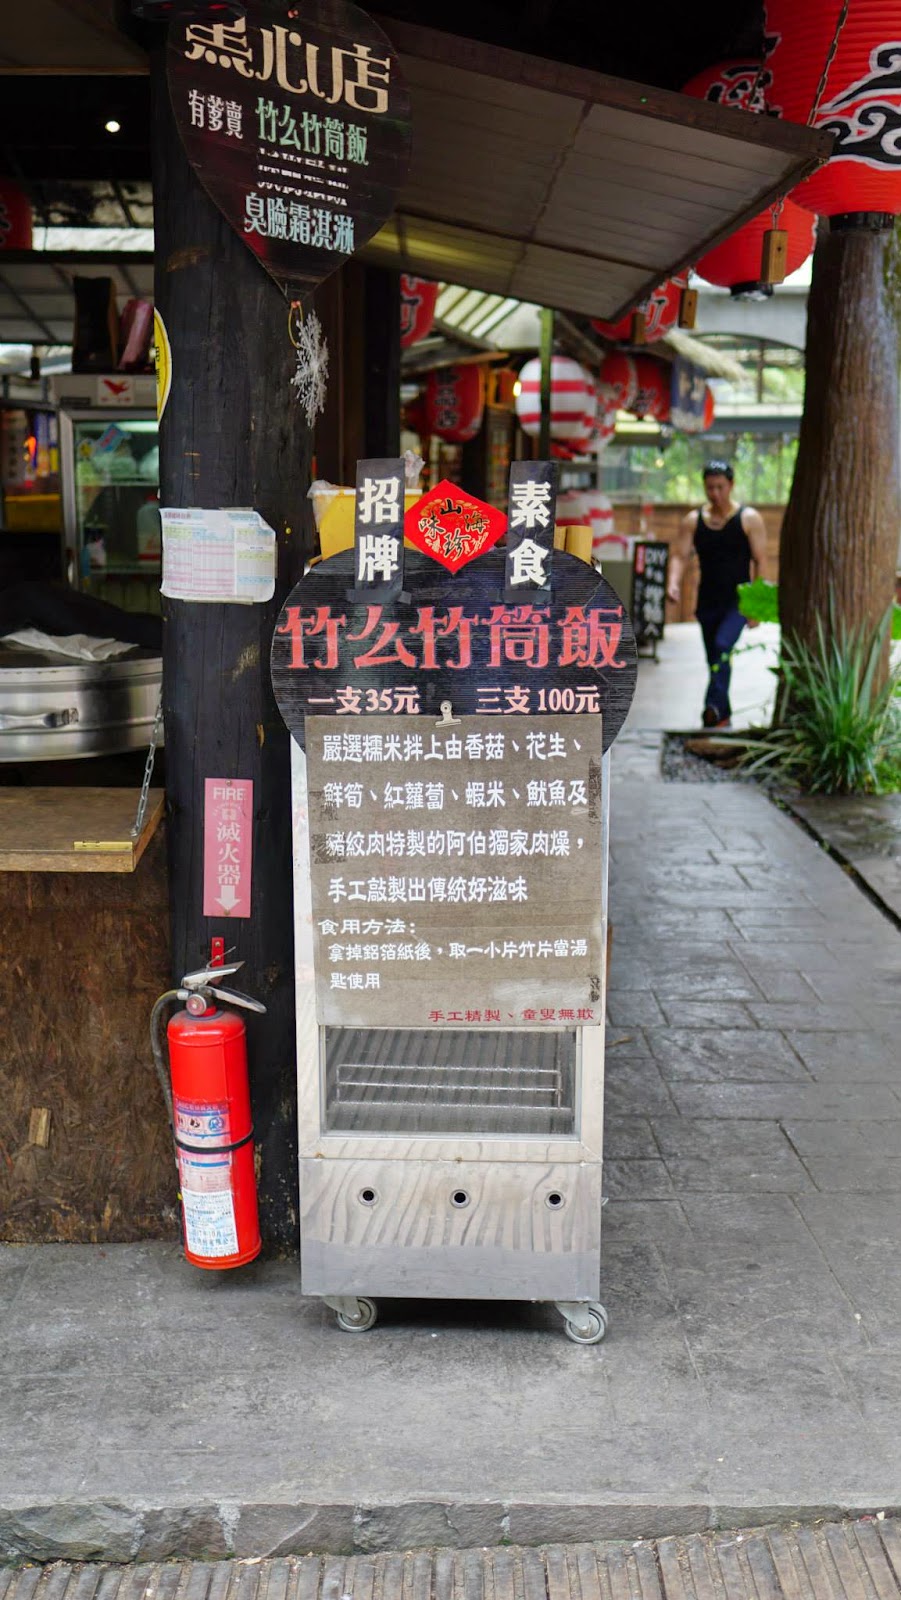 點心店
有爹賣
竹么竹筒飯
臭臉霜淇淋
招牌
山海珍味
素食
竹么竹筒飯
一支35元 三支100元
嚴選糯米拌上由香菇、花生、
鮮筍、紅蘿蔔、蝦米、魷魚及
豬絞肉特製的阿伯獨家肉燥，
手工敲製出傳統好滋味
食用方法：
拿掉鋁箔紙後，取一小片竹片當湯
匙使用
手工精製、童叟無欺
FIRE
滅火器
DIY